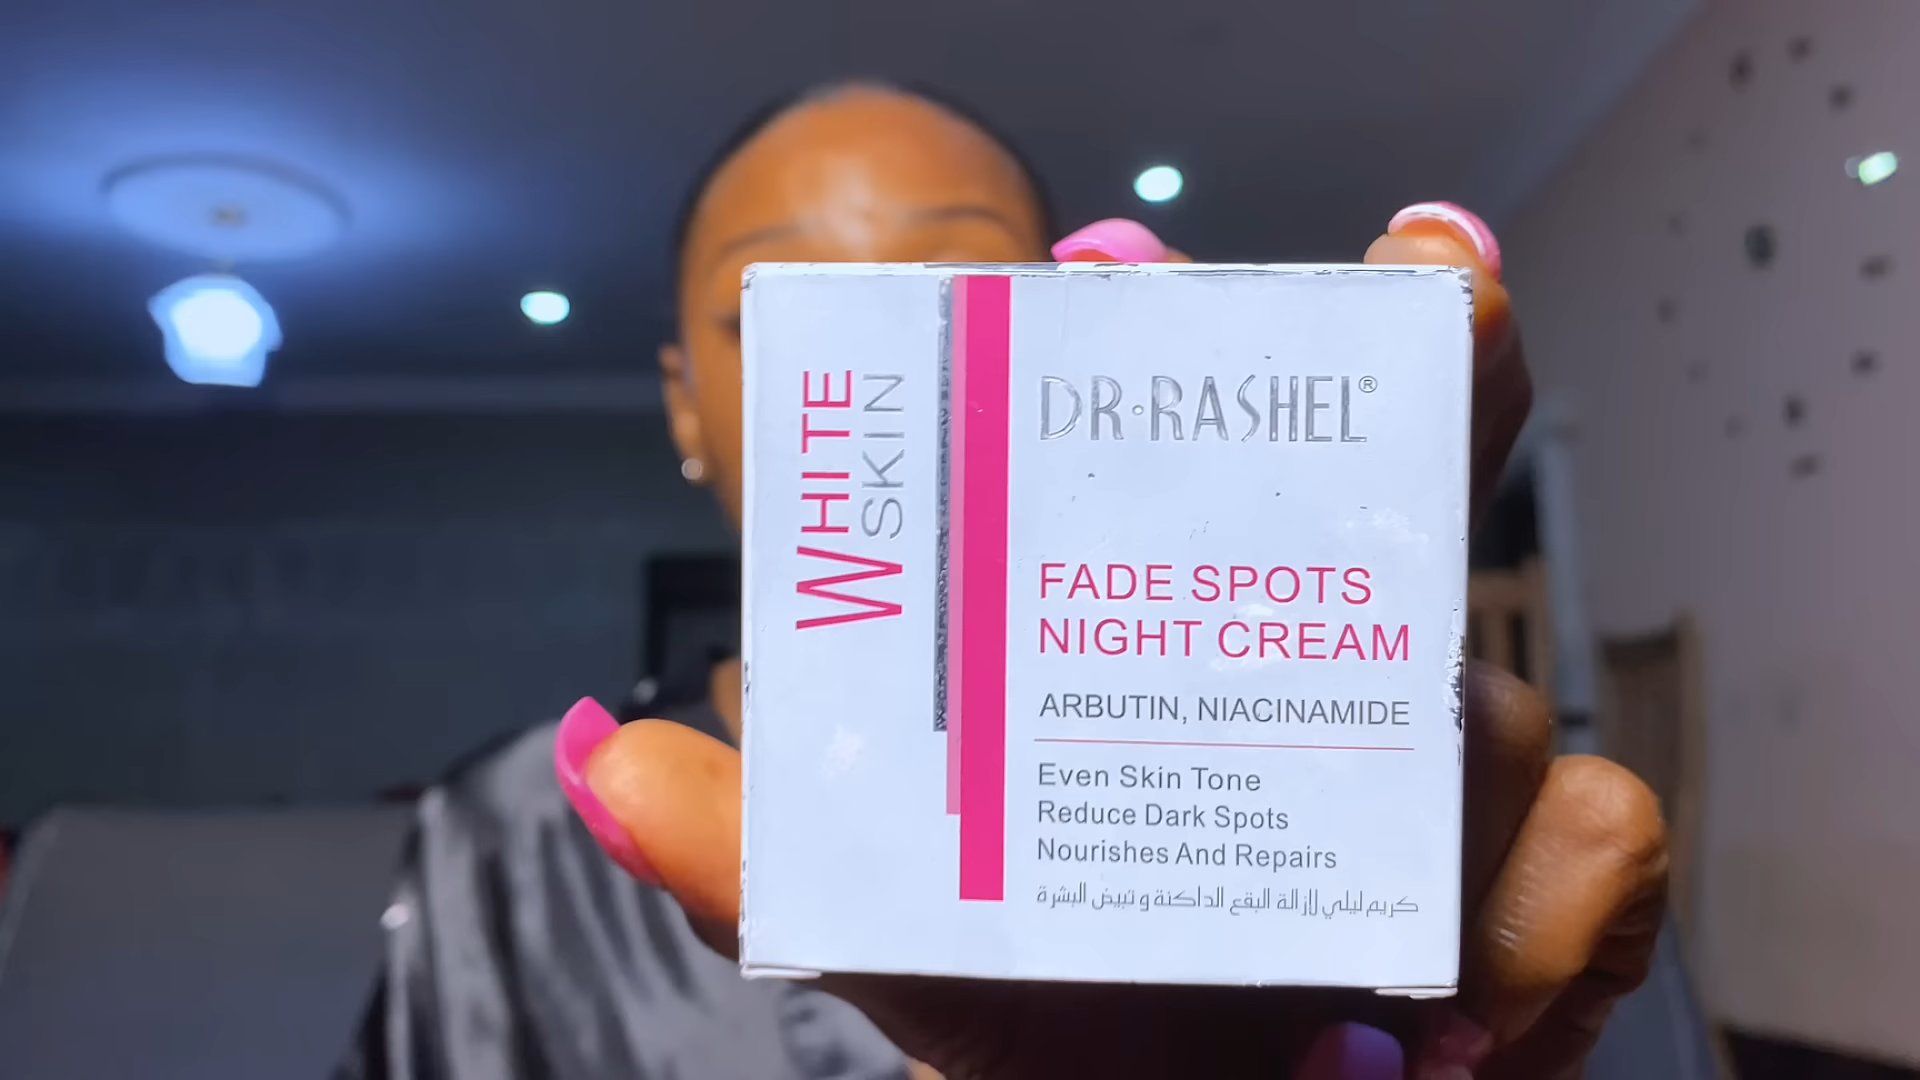 WHITE
SKIN
DR·RASHEL®
FADE SPOTS
NIGHT CREAM
ARBUTIN, NIACINAMIDE
Even Skin Tone
Reduce Dark Spots
Nourishes And Repairs
كريم ليلي لازالة البقع الداكنة و تبيض البشرة